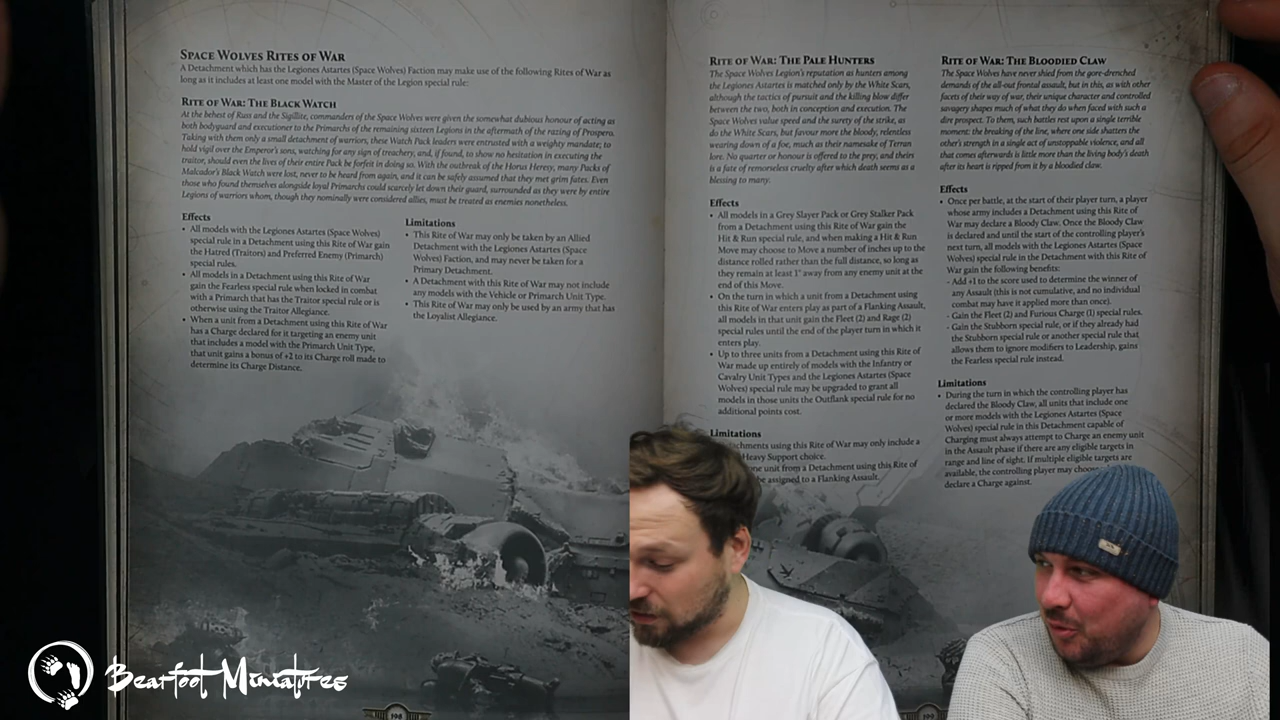 SPACE WOLVES RITES OF WAR
A Detachment which has the Legiones Astartes (Space Wolves) Faction may make use of the following Rites of War as
long as it includes at least one model with the Master of the Legion special rule:
RITE OF WAR: THE BLACK WATCH
At the behest of Russ and the Sigillite, commanders of the Space Wolves were given the somewhat dubious honour of acting as
both bodyguard and executioner to the Primarchs of the remaining sixteen Legions in the aftermath of the razing of Prospero.
Taking with them only a small detachment of warriors, these Watch Pack leaders were entrusted with a weighty mandate; to
hold vigil over the Emperor's sons, watching for any sign of treachery, and, if found, to show no hesitation in executing the
traitor, should even the lives of their entire Pack be forfeit in doing so. With the outbreak of the Horus Heresy, many Packs of
Malcador's Black Watch were lost, never to be heard from again, and it can be safely assumed that they met grim fates. Even
those who found themselves alongside loyal Primarchs could scarcely let down their guard, surrounded as they were by entire
Legions of warriors whom, though they nominally were considered allies, must be treated as enemies nonetheless.
Effects
• All models with the Legiones Astartes (Space Wolves)
special rule in a Detachment using this Rite of War gain
the Hatred (Traitors) and Preferred Enemy (Primarch)
special rules.
• All models in a Detachment using this Rite of War
gain the Fearless special rule when locked in combat
with a Primarch that has the Traitor special rule or is
otherwise using the Traitor Allegiance.
• When a unit from a Detachment using this Rite of War
has a Charge declared for it targeting an enemy unit
that includes a model with the Primarch Unit Type,
that unit gains a bonus of +2 to its Charge roll made to
determine its Charge Distance.
Limitations
• This Rite of War may only be taken by an Allied
Detachment with the Legiones Astartes (Space
Wolves) Faction, and may never be taken for a
Primary Detachment.
• A Detachment with this Rite of War may not include
any models with the Vehicle or Primarch Unit Type.
• This Rite of War may only be used by an army that has
the Loyalist Allegiance.
198
RITE OF WAR: THE PALE HUNTERS
The Space Wolves Legion's reputation as hunters among
the Legiones Astartes is matched only by the White Scars,
although the tactics of pursuit and the killing blow differ
between the two, both in conception and execution. The
Space Wolves value speed and the surety of the strike, as
do the White Scars, but favour more the bloody, relentless
wearing down of a foe, much as their namesake of Terran
lore. No quarter or honour is offered to the prey, and theirs
is a fate of remorseless cruelty after which death seems as a
blessing to many.
Effects
• All models in a Grey Slayer Pack or Grey Stalker Pack
from a Detachment using this Rite of War gain the
Hit & Run special rule, and when making a Hit & Run
Move may choose to Move a number of inches up to the
distance rolled rather than the full distance, so long as
they remain at least 1" away from any enemy unit at the
end of this Move.
• On the turn in which a unit from a Detachment using
this Rite of War enters play as part of a Flanking Assault,
all models in that unit gain the Fleet (2) and Rage (2)
special rules until the end of the player turn in which it
enters play.
• Up to three units from a Detachment using this Rite of
War made up entirely of models with the Infantry or
Cavalry Unit Types and the Legiones Astartes (Space
Wolves) special rule may be upgraded to grant all
models in those units the Outflank special rule for no
additional points cost.
Limitations
using this Rite of War may only include a
Heavy Support choice.
one unit from a Detachment using this Rite of
be assigned to a Flanking Assault.
RITE OF WAR: THE BLOODIED CLAW
The Space Wolves have never shied from the gore-drenched
demands of the all-out frontal assault, but in this, as with other
facets of their way of war, their unique character and controlled
savagery shapes much of what they do when faced with such a
dire prospect. To them, such battles rest upon a single terrible
moment: the breaking of the line, where one side shatters the
other's strength in a single act of unstoppable violence, and all
that comes afterwards is little more than the living body's death
after its heart is ripped from it by a bloodied claw.
Effects
• Once per battle, at the start of their player turn, a player
whose army includes a Detachment using this Rite of
War may declare a Bloody Claw. Once the Bloody Claw
is declared and until the start of the controlling player's
next turn, all models with the Legiones Astartes (Space
Wolves) special rule in the Detachment with this Rite of
War gain the following benefits:
- Add +1 to the score used to determine the winner of
any Assault (this is not cumulative, and no individual
combat may have it applied more than once).
- Gain the Fleet (2) and Furious Charge (1) special rules.
- Gain the Stubborn special rule, or if they already had
the Stubborn special rule or another special rule that
allows them to ignore modifiers to Leadership, gains
the Fearless special rule instead.
Limitations
• During the turn in which the controlling player has
declared the Bloody Claw, all units that include one
or more models with the Legiones Astartes (Space
Wolves) special rule in this Detachment capable of
Charging must always attempt to Charge an enemy unit
in the Assault phase if there are any eligible targets in
range and line of sight. If multiple eligible targets are
available, the controlling player may choose
declare a Charge against.
199
Bearfoot Miniatures